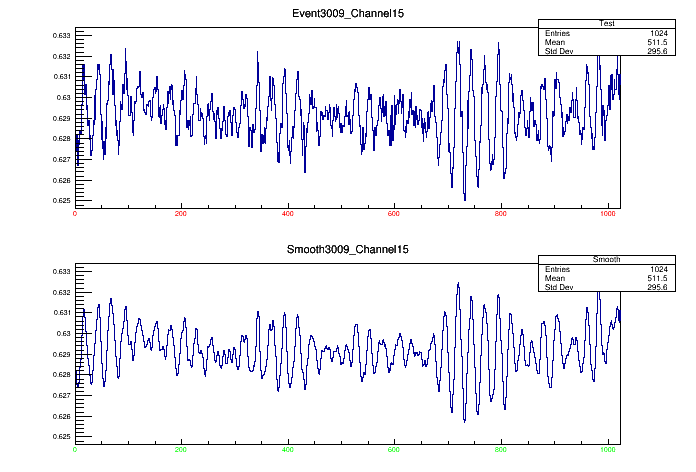 Event3009_Channel15
Test
Entries 1024
Mean 511.5
Std Dev 295.6
0.633
0.632
0.631
0.63
0.629
0.628
0.627
0.626
0.625
0 200 400 600 800 1000
Smooth3009_Channel15
Smooth
Entries 1024
Mean 511.5
Std Dev 295.6
0.633
0.632
0.631
0.63
0.629
0.628
0.627
0.626
0.625
0 200 400 600 800 1000